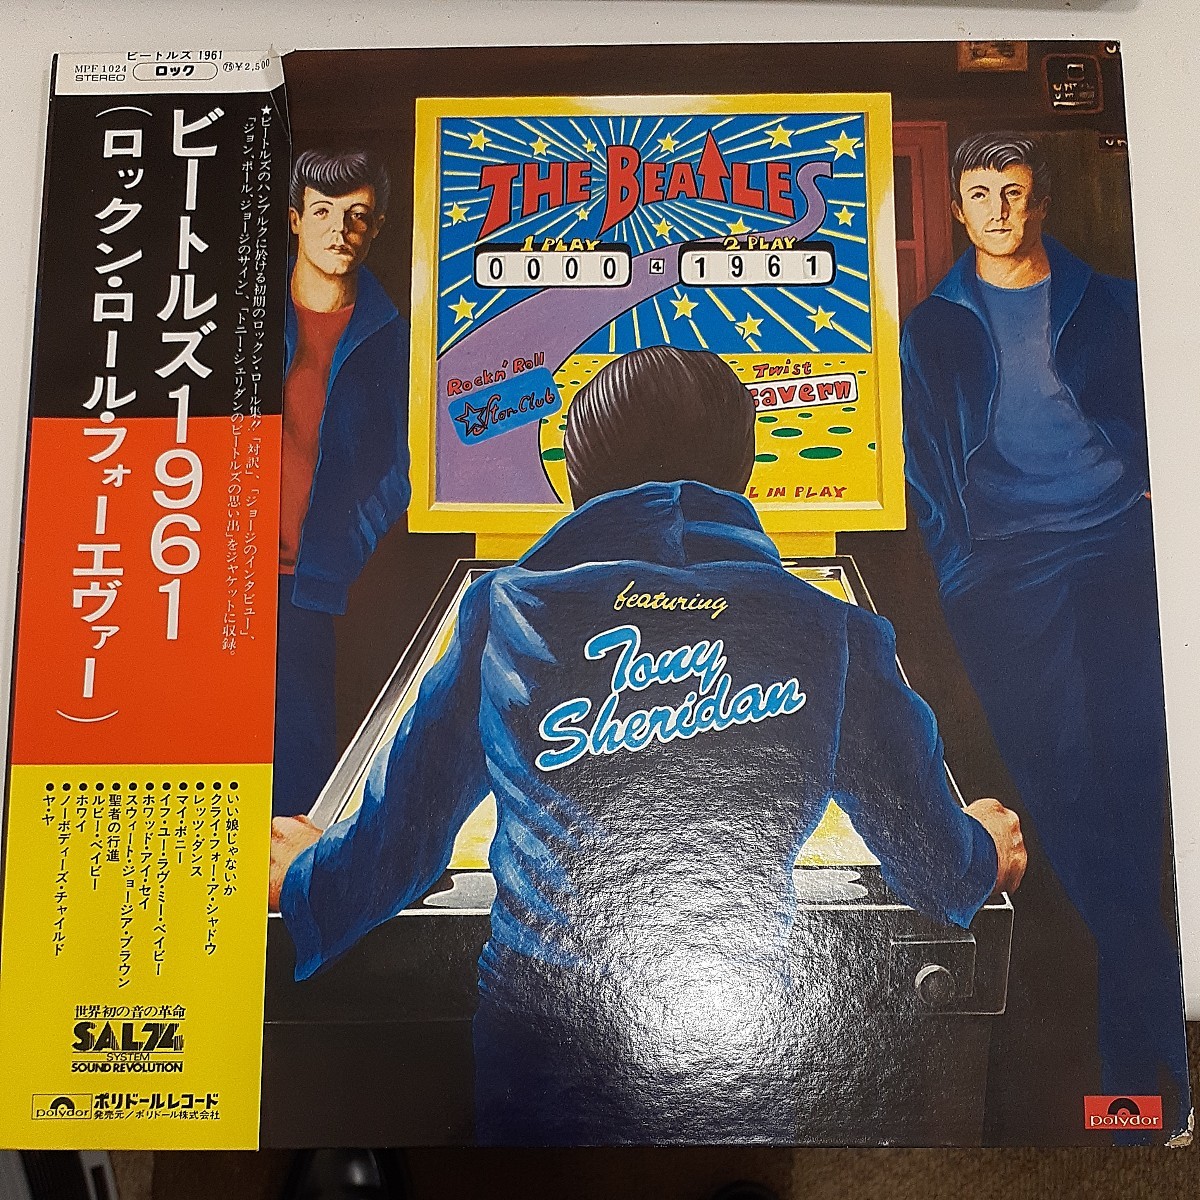 ビートルズ 1961
MPF 1024
STEREO
ロック
㊆¥2,500
ビートルズ1961
(ロックン・ロール・フォーエヴァー)
★ビートルズのハンブルクに於ける初期のロックン・ロール集!!「対訳」、「ジョージのインタビュー」、
「ジョン、ポール、ジョージのサイン」、「トニー・シェリダンのビートルズの思い出」をジャケットに収録。
●いい娘じゃないか
●クライ・フォー・ア・シャドウ
●レッツ・ダンス
●マイ・ボニー
●イフ・ユー・ラヴ・ミー・ベイビー
●ホワッド・アイ・セイ
●スウィート・ジョージア・ブラウン
●聖者の行進
●ルビー・ベイビー
●ホワイ
●ノーボディーズ・チャイルド
●ヤ・ヤ
世界初の音の革命
SAL74
SYSTEM
SOUND REVOLUTION
polydor
ポリドールレコード
発売元/ポリドール株式会社
THE BEATLES
1 PLAY
2 PLAY
0000
4
1961
Rockn' Roll
Star-Club
Twist
cavern
L IN PLAY
featuring
Tony
Sheridan
polydor